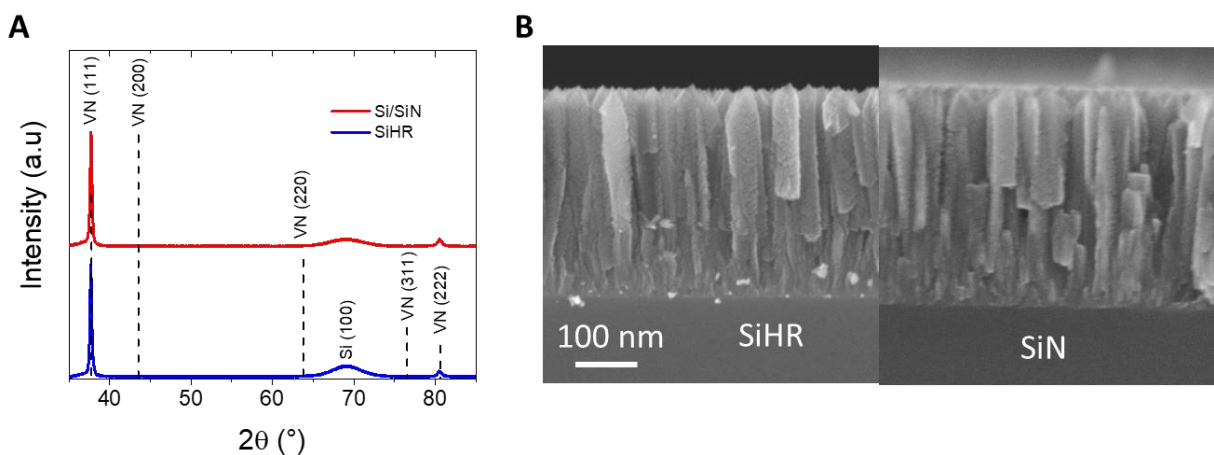 A
Intensity (a.u)
VN (111)
VN (200)
VN (220)
Si (100)
VN (311)
VN (222)
Si/SiN
SiHR
40
50
60
70
80
2θ (°)
B
100 nm
SiHR
SiN